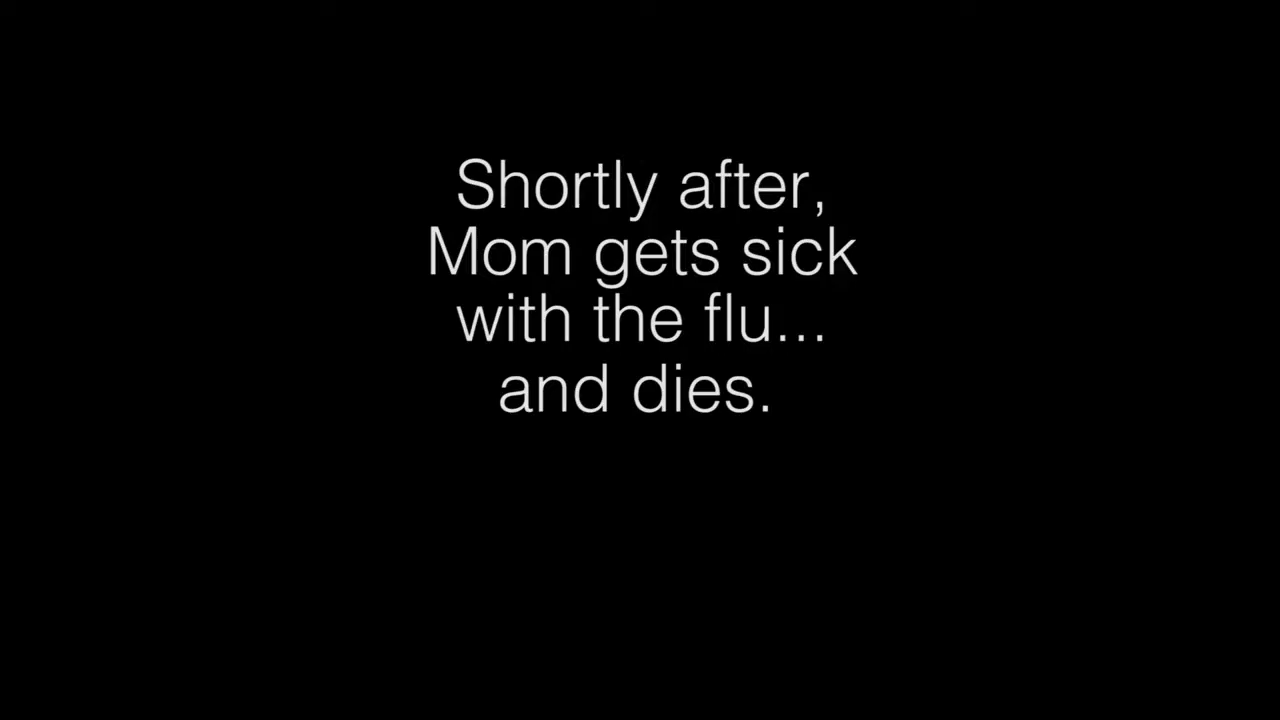 Shortly after,
Mom gets sick
with the flu...
and dies.